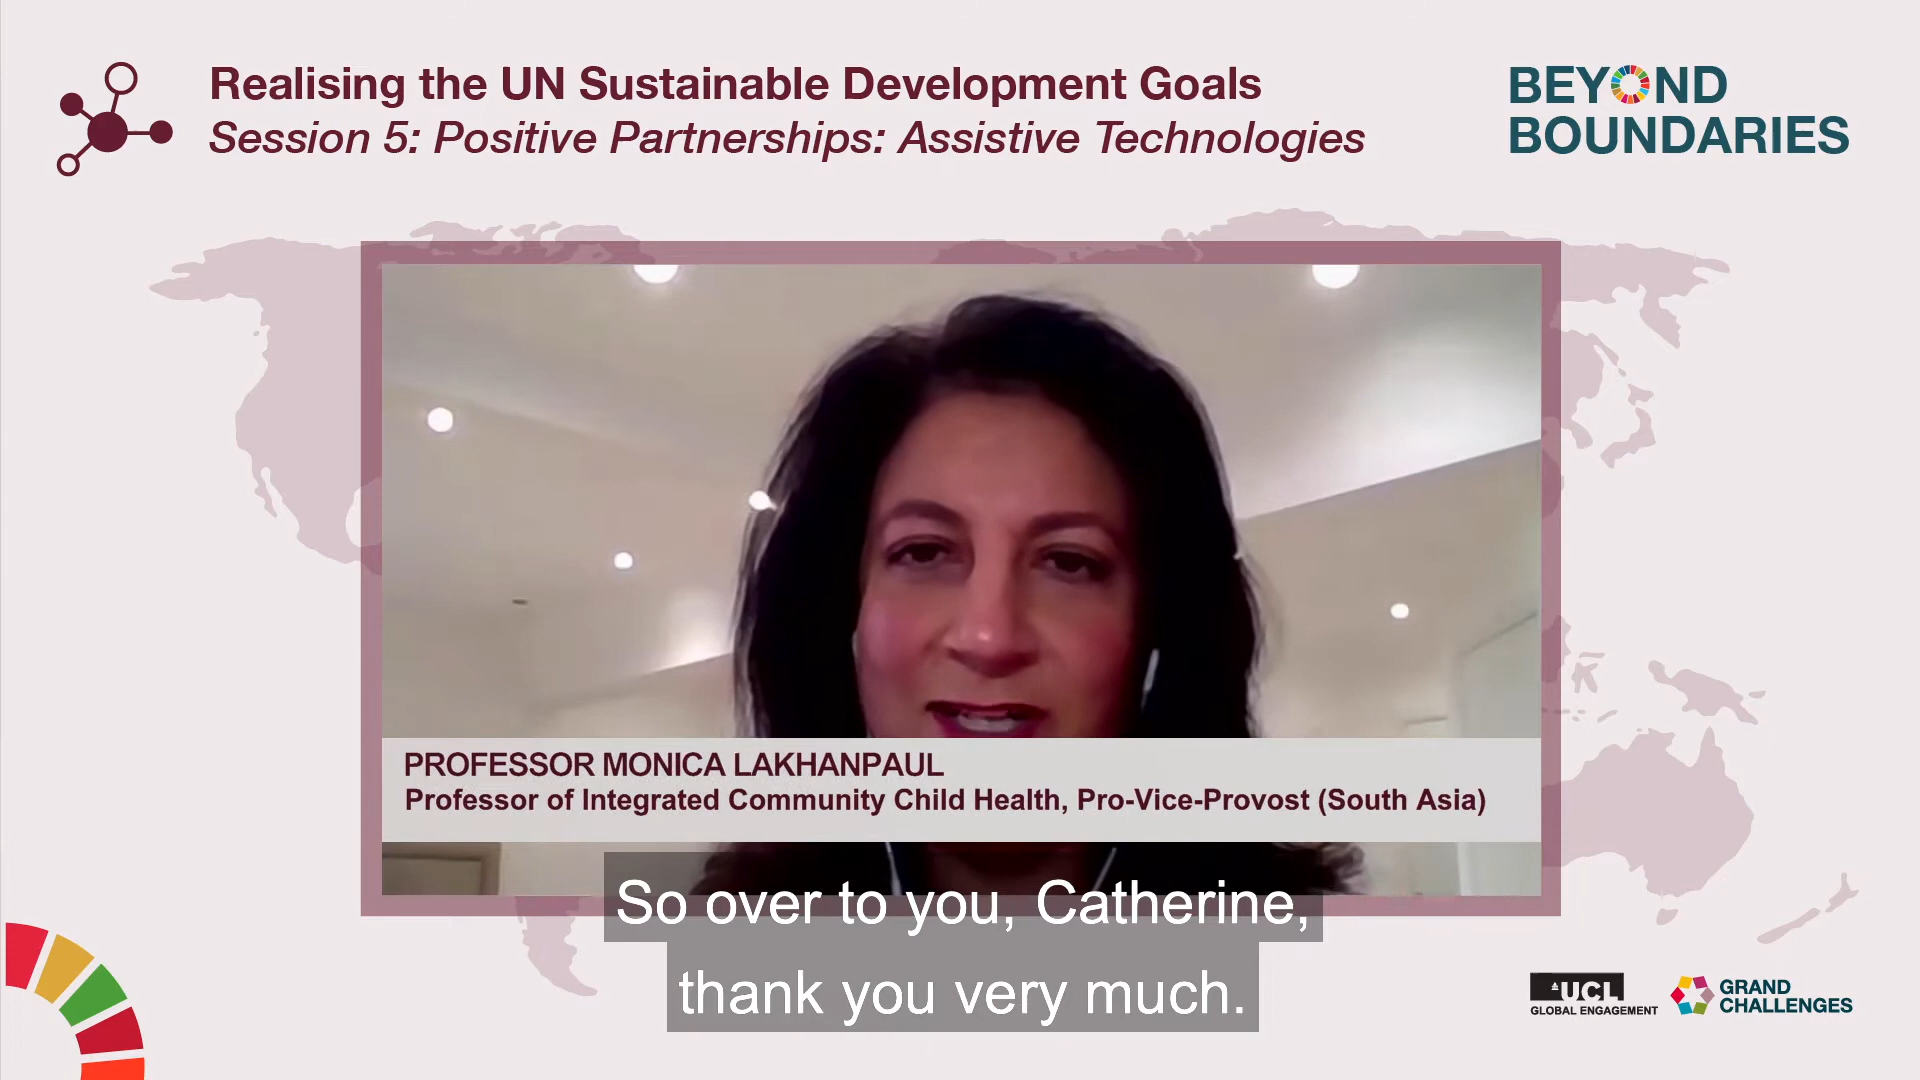 Realising the UN Sustainable Development Goals
Session 5: Positive Partnerships: Assistive Technologies
BEYOND
BOUNDARIES
PROFESSOR MONICA LAKHANPAUL
Professor of Integrated Community Child Health, Pro-Vice-Provost (South Asia)
So over to you, Catherine,
thank you very much.
UCL
GLOBAL ENGAGEMENT
GRAND
CHALLENGES